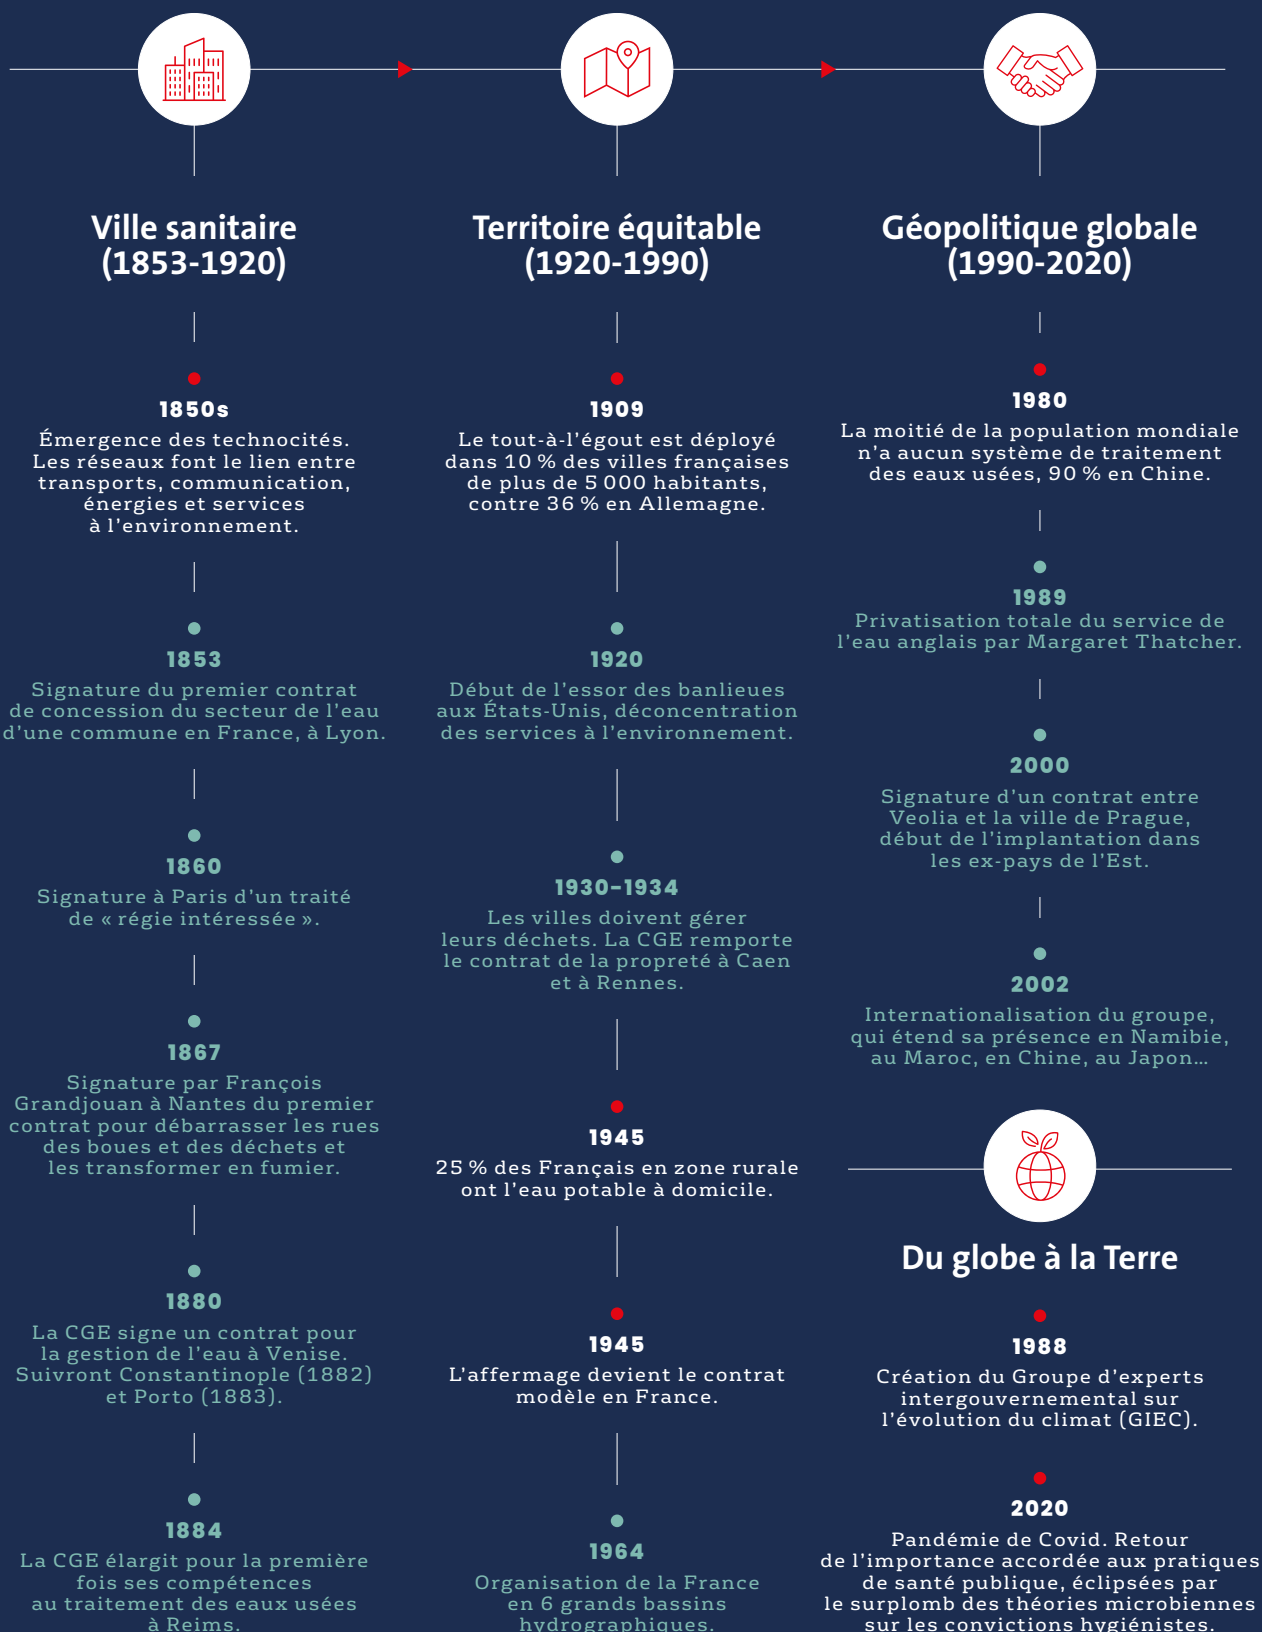 Ville sanitaire
(1853-1920)
1850s
Émergence des technocités.
Les réseaux font le lien entre
transports, communication,
énergies et services
à l’environnement.
1853
Signature du premier contrat
de concession du secteur de l’eau
d’une commune en France, à Lyon.
1860
Signature à Paris d’un traité
de « régie intéressée ».
1867
Signature par François
Grandjouan à Nantes du premier
contrat pour débarrasser les rues
des boues et des déchets et
les transformer en fumier.
1880
La CGE signe un contrat pour
la gestion de l’eau à Venise.
Suivront Constantinople (1882)
et Porto (1883).
1884
La CGE élargit pour la première
fois ses compétences
au traitement des eaux usées
à Reims.
Territoire équitable
(1920-1990)
1909
Le tout-à-l’égout est déployé
dans 10 % des villes françaises
de plus de 5 000 habitants,
contre 36 % en Allemagne.
1920
Début de l’essor des banlieues
aux États-Unis, déconcentration
des services à l’environnement.
1930-1934
Les villes doivent gérer
leurs déchets. La CGE remporte
le contrat de la propreté à Caen
et à Rennes.
1945
25 % des Français en zone rurale
ont l’eau potable à domicile.
1945
L’affermage devient le contrat
modèle en France.
1964
Organisation de la France
en 6 grands bassins
hydrographiques.
Géopolitique globale
(1990-2020)
1980
La moitié de la population mondiale
n’a aucun système de traitement
des eaux usées, 90 % en Chine.
1989
Privatisation totale du service de
l’eau anglais par Margaret Thatcher.
2000
Signature d’un contrat entre
Veolia et la ville de Prague,
début de l’implantation dans
les ex-pays de l’Est.
2002
Internationalisation du groupe,
qui étend sa présence en Namibie,
au Maroc, en Chine, au Japon…
Du globe à la Terre
1988
Création du Groupe d’experts
intergouvernemental sur
l’évolution du climat (GIEC).
2020
Pandémie de Covid. Retour
de l’importance accordée aux pratiques
de santé publique, éclipsées par
le surplomb des théories microbiennes
sur les convictions hygiénistes.